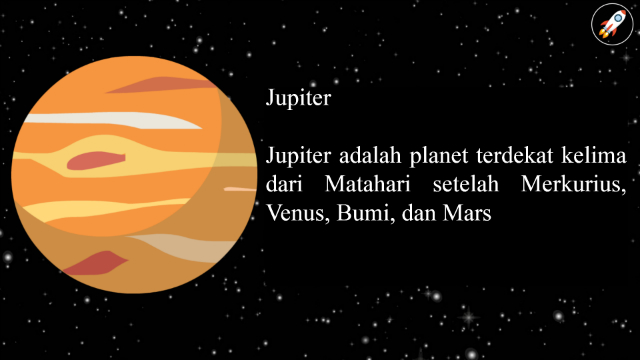 Jupiter
Jupiter adalah planet terdekat kelima
dari Matahari setelah Merkurius,
Venus, Bumi, dan Mars